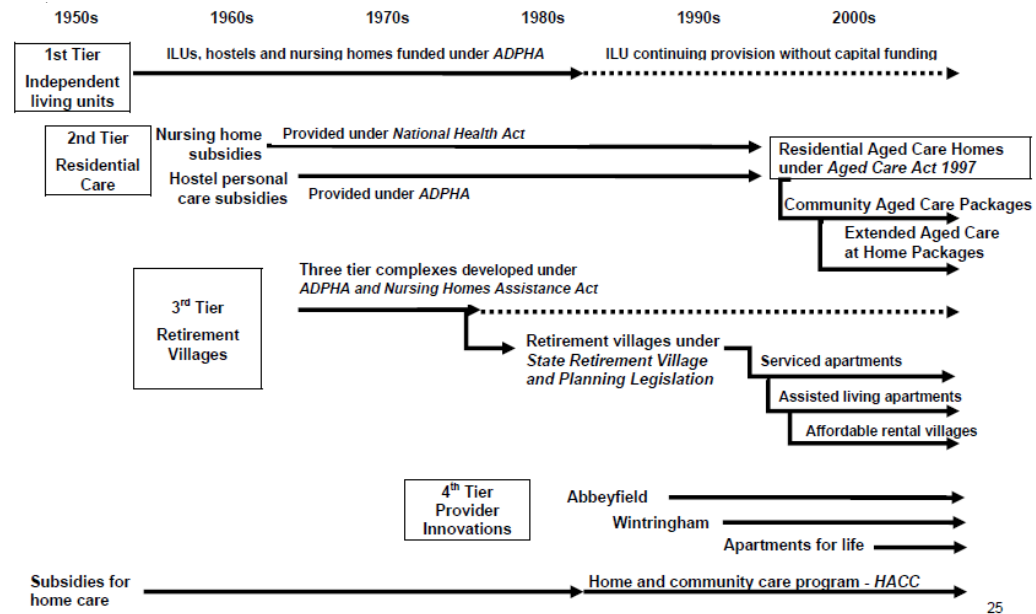 1950s 1960s 1970s 1980s 1990s 2000s
1st Tier
Independent
living units
ILUs, hostels and nursing homes funded under ADPHA
ILU continuing provision without capital funding
2nd Tier
Residential
Care
Nursing home
subsidies
Provided under National Health Act
Hostel personal
care subsidies
Provided under ADPHA
Residential Aged Care Homes
under Aged Care Act 1997
Community Aged Care Packages
Extended Aged Care
at Home Packages
3rd Tier
Retirement
Villages
Three tier complexes developed under
ADPHA and Nursing Homes Assistance Act
Retirement villages under
State Retirement Village
and Planning Legislation
Serviced apartments
Assisted living apartments
Affordable rental villages
4th Tier
Provider
Innovations
Abbeyfield
Wintringham
Apartments for life
Subsidies for
home care
Home and community care program - HACC
25